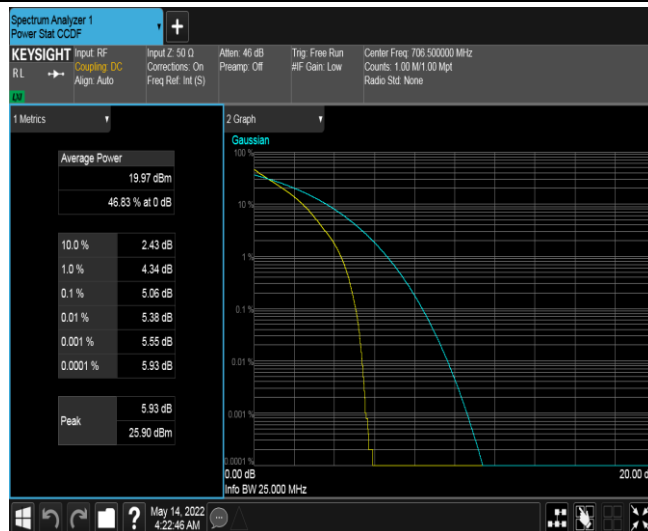 Spectrum Analyzer 1
Power Stat CCDF
+
KEYSIGHT
RL
LXI
Input: RF
Coupling: DC
Align: Auto
Input Z: 50 Ω
Corrections: On
Freq Ref: Int (S)
Atten: 46 dB
Preamp: Off
Trig: Free Run
#IF Gain: Low
Center Freq: 706.500000 MHz
Counts: 1.00 M/1.00 Mpt
Radio Std: None
1 Metrics
Average Power
19.97 dBm
46.83 % at 0 dB
10.0 % 2.43 dB
1.0 % 4.34 dB
0.1 % 5.06 dB
0.01 % 5.38 dB
0.001 % 5.55 dB
0.0001 % 5.93 dB
Peak 5.93 dB
25.90 dBm
2 Graph
Gaussian
100 %
10 %
1 %
0.1 %
0.01 %
0.001 %
0.0001 %
0.00 dB
20.00 d
Info BW 25.000 MHz
?
May 14, 2022
4:22:46 AM